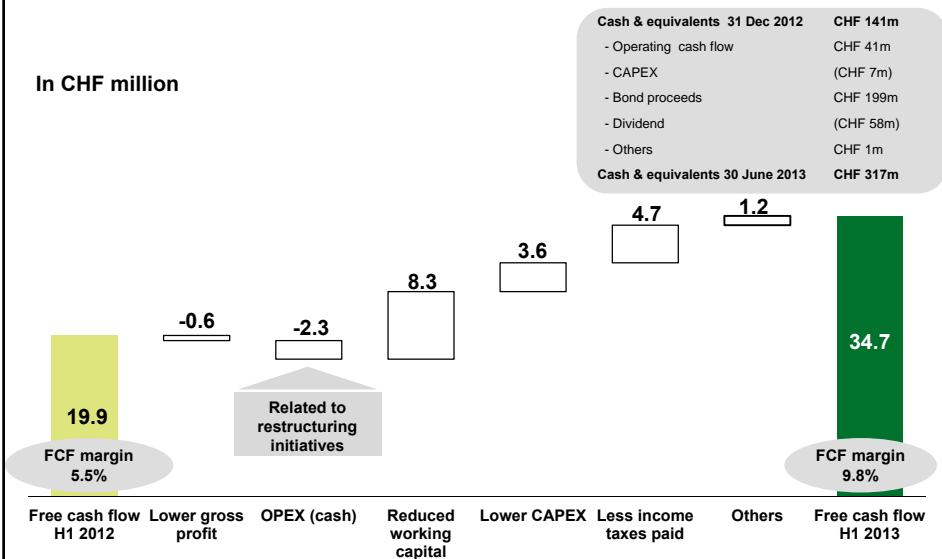 Cash & equivalents 31 Dec 2012 CHF 141m
- Operating cash flow CHF 41m
- CAPEX (CHF 7m)
- Bond proceeds CHF 199m
- Dividend (CHF 58m)
- Others CHF 1m
Cash & equivalents 30 June 2013 CHF 317m
In CHF million
19.9
-0.6
-2.3
8.3
3.6
4.7
1.2
34.7
Related to
restructuring
initiatives
FCF margin
5.5%
FCF margin
9.8%
Free cash flow
H1 2012
Lower gross
profit
OPEX (cash)
Reduced
working
capital
Lower CAPEX
Less income
taxes paid
Others
Free cash flow
H1 2013